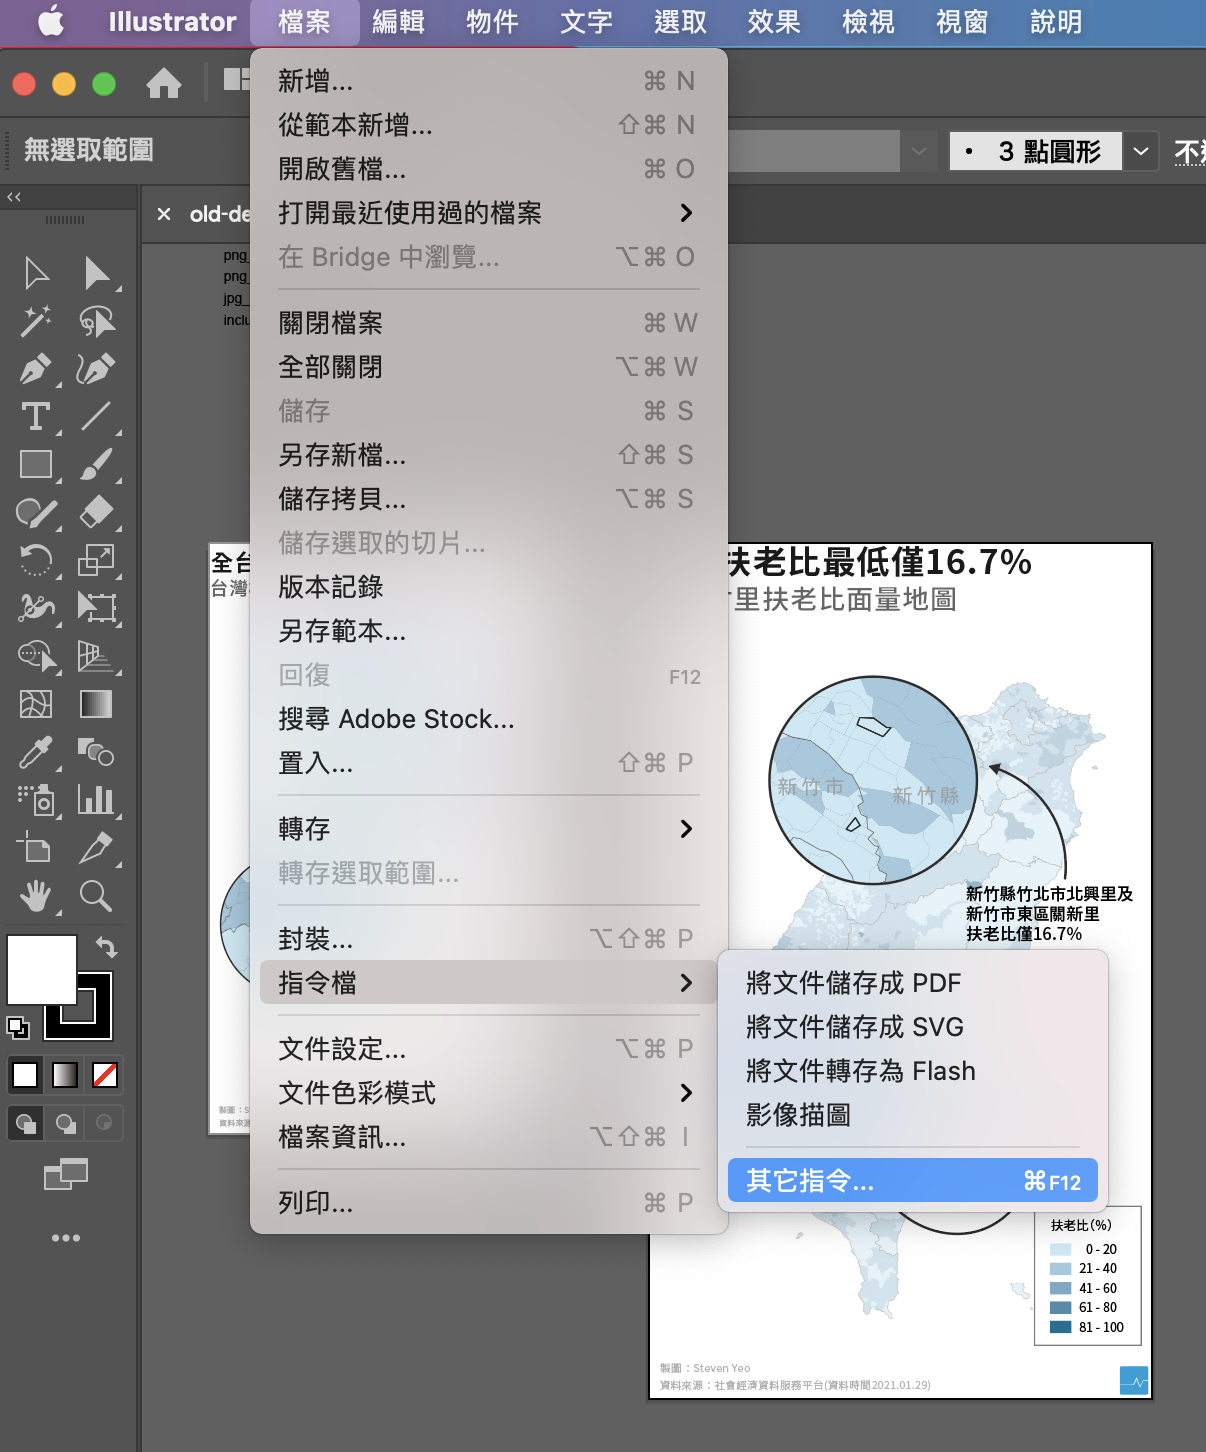 Illustrator 檔案 編輯 物件 文字 選取 效果 檢視 視窗 說明
新增... ⌘ N
從範本新增... ⇧⌘ N
開啟舊檔... ⌘ O
打開最近使用過的檔案
在 Bridge 中瀏覽... ⌥⌘ O
關閉檔案 ⌘ W
全部關閉 ⌥⌘ W
儲存 ⌘ S
另存新檔... ⇧⌘ S
儲存拷貝... ⌥⌘ S
儲存選取的切片...
版本記錄
另存範本...
回復 F12
搜尋 Adobe Stock...
置入... ⇧⌘ P
轉存
轉存選取範圍...
封裝... ⌥⇧⌘ P
指令檔
文件設定... ⌥⌘ P
文件色彩模式
檔案資訊... ⌥⇧⌘ I
列印... ⌘ P
將文件儲存成 PDF
將文件儲存成 SVG
將文件轉存為 Flash
影像描圖
其它指令... ⌘F12
無選取範圍
3 點圓形
old-de
png_
png_
jpg_
inclu
全台
台灣
製圖：S
資料來源
扶老比最低僅16.7%
里扶老比面量地圖
新竹市
新竹縣
新竹縣竹北市北興里及
新竹市東區關新里
扶老比僅16.7%
扶老比(%)
0 - 20
21 - 40
41 - 60
61 - 80
81 - 100
製圖：Steven Yeo
資料來源：社會經濟資料服務平台(資料時間2021.01.29)